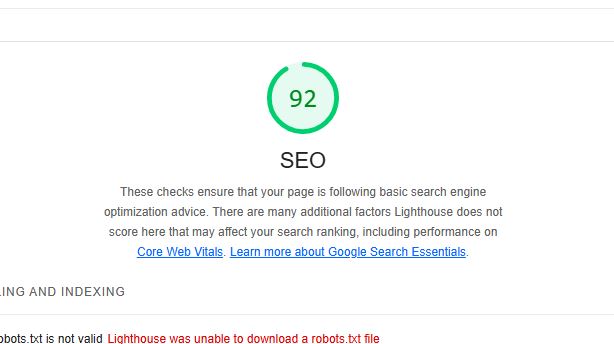 92
SEO
These checks ensure that your page is following basic search engine
optimization advice. There are many additional factors Lighthouse does not
score here that may affect your search ranking, including performance on
Core Web Vitals. Learn more about Google Search Essentials.
LING AND INDEXING
obots.txt is not valid Lighthouse was unable to download a robots.txt file